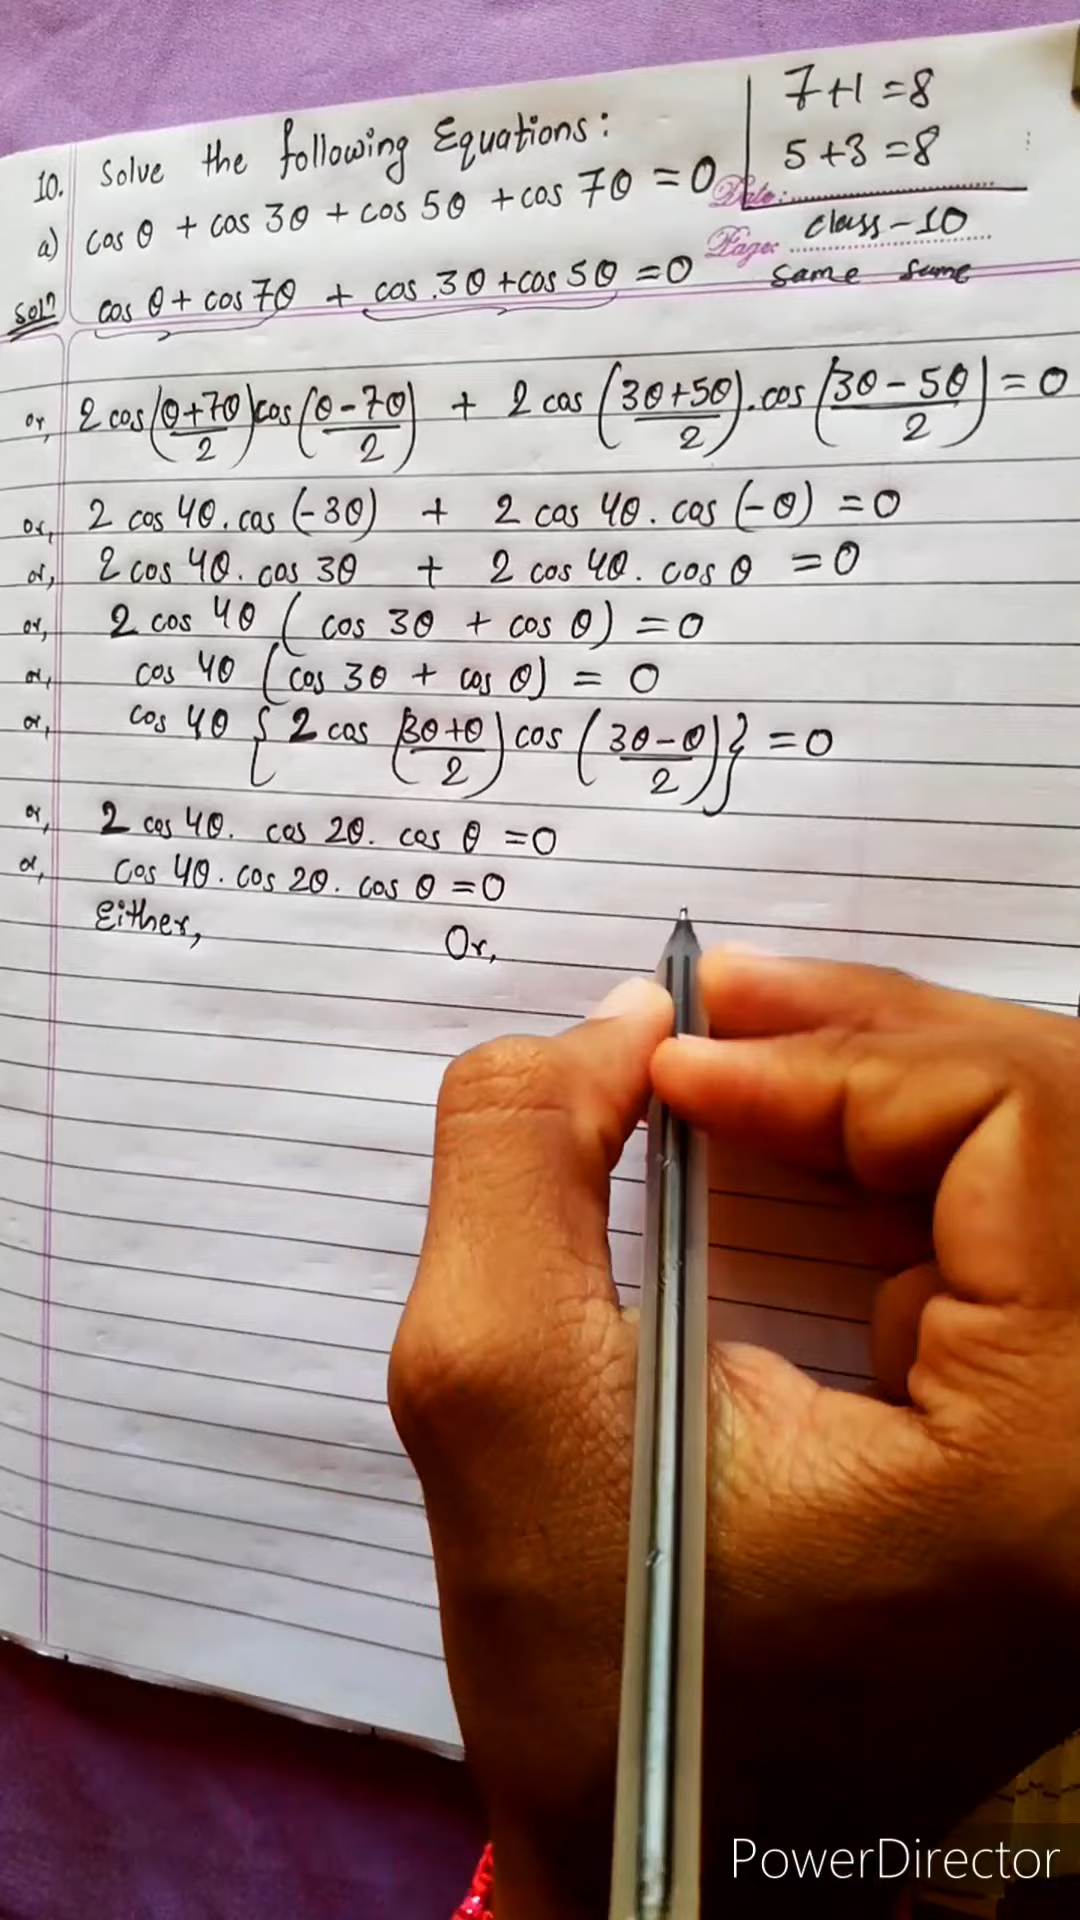 7+1 =8
5+3 =8
Date:
Page:
class-10
same same
10. Solve the following Equations:
a) cos θ + cos 3θ + cos 5θ + cos 7θ = 0
Solⁿ cos θ + cos 7θ + cos .3θ + cos 5θ = 0
or, 2 cos (θ+7θ/2) cos (θ-7θ/2) + 2 cos (3θ+5θ/2) . cos (3θ-5θ/2) = 0
or, 2 cos 4θ. cos (-3θ) + 2 cos 4θ. cos (-θ) = 0
or, 2 cos 4θ. cos 3θ + 2 cos 4θ. cos θ = 0
or, 2 cos 4θ (cos 3θ + cos θ) = 0
or, cos 4θ (cos 3θ + cos θ) = 0
or, cos 4θ { 2 cos (3θ+θ/2) cos (3θ-θ/2) } = 0
or, 2 cos 4θ. cos 2θ. cos θ = 0
or, cos 4θ. cos 2θ. cos θ = 0
Either, Or,
PowerDirector